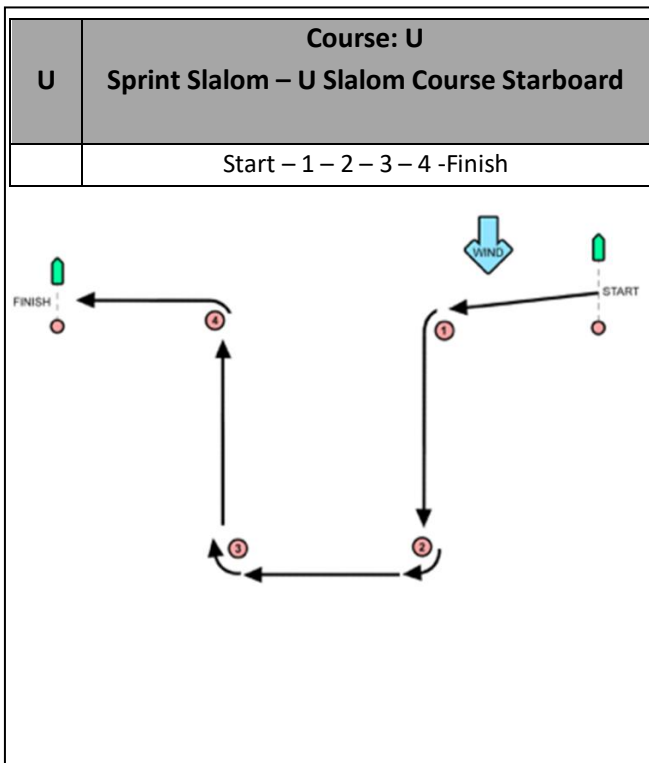 Course: U
U
Sprint Slalom – U Slalom Course Starboard
Start – 1 – 2 – 3 – 4 -Finish
WIND
START
FINISH
4
1
3
2